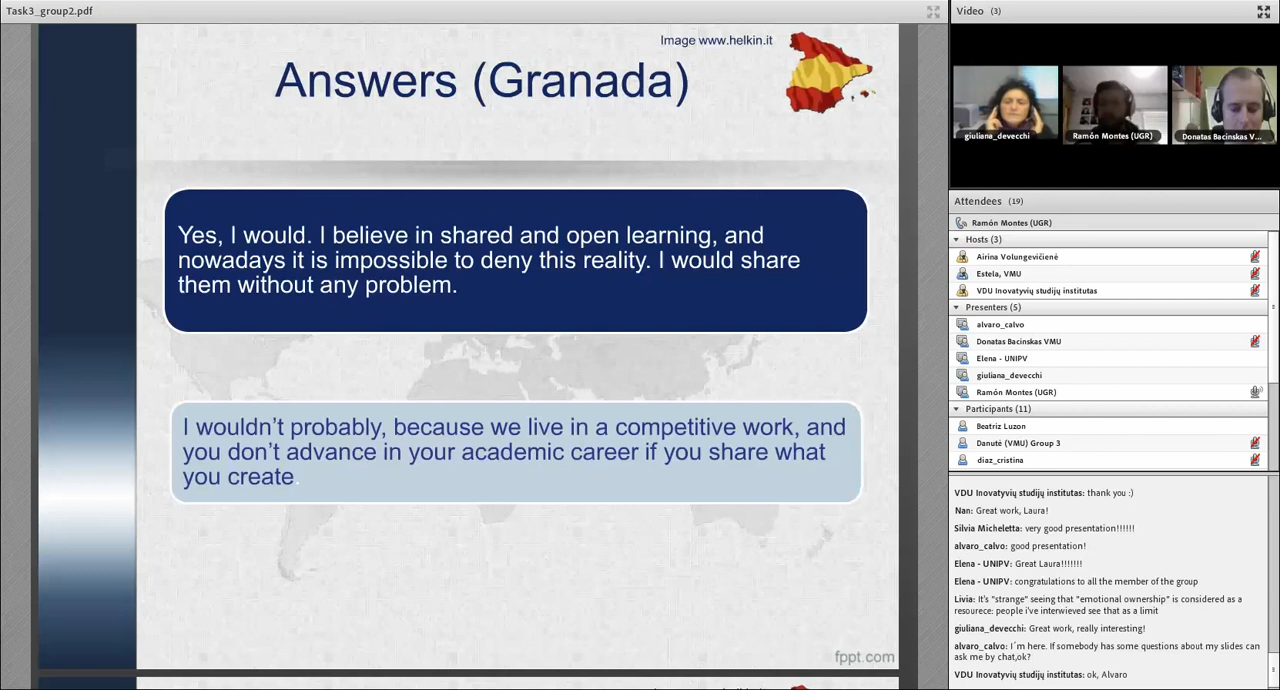 Task3_group2.pdf
Image www.helkin.it
Answers (Granada)
Yes, I would. I believe in shared and open learning, and
nowadays it is impossible to deny this reality. I would share
them without any problem.
I wouldn’t probably, because we live in a competitive work, and
you don’t advance in your academic career if you share what
you create.
fppt.com
Video (3)
giuliana_devecchi
Ramón Montes (UGR)
Donatas Bacinskas V...
Attendees (19)
Ramón Montes (UGR)
Hosts (3)
Airina Volungevičienė
Estela, VMU
VDU Inovatyvių studijų institutas
Presenters (5)
alvaro_calvo
Donatas Bacinskas VMU
Elena - UNIPV
giuliana_devecchi
Ramón Montes (UGR)
Participants (11)
Beatriz Luzon
Danutė (VMU) Group 3
diaz_cristina
VDU Inovatyvių studijų institutas: thank you :)
Nan: Great work, Laura!
Silvia Micheletta: very good presentation!!!!!!
alvaro_calvo: good presentation!
Elena - UNIPV: Great Laura!!!!!!!
Elena - UNIPV: congratulations to all the member of the group
Livia: It's "strange" seeing that "emotional ownership" is considered as a
resourece: people i've interwieved see that as a limit
giuliana_devecchi: Great work, really interesting!
alvaro_calvo: I´m here. If somebody has some questions about my slides can
ask me by chat,ok?
VDU Inovatyvių studijų institutas: ok, Alvaro